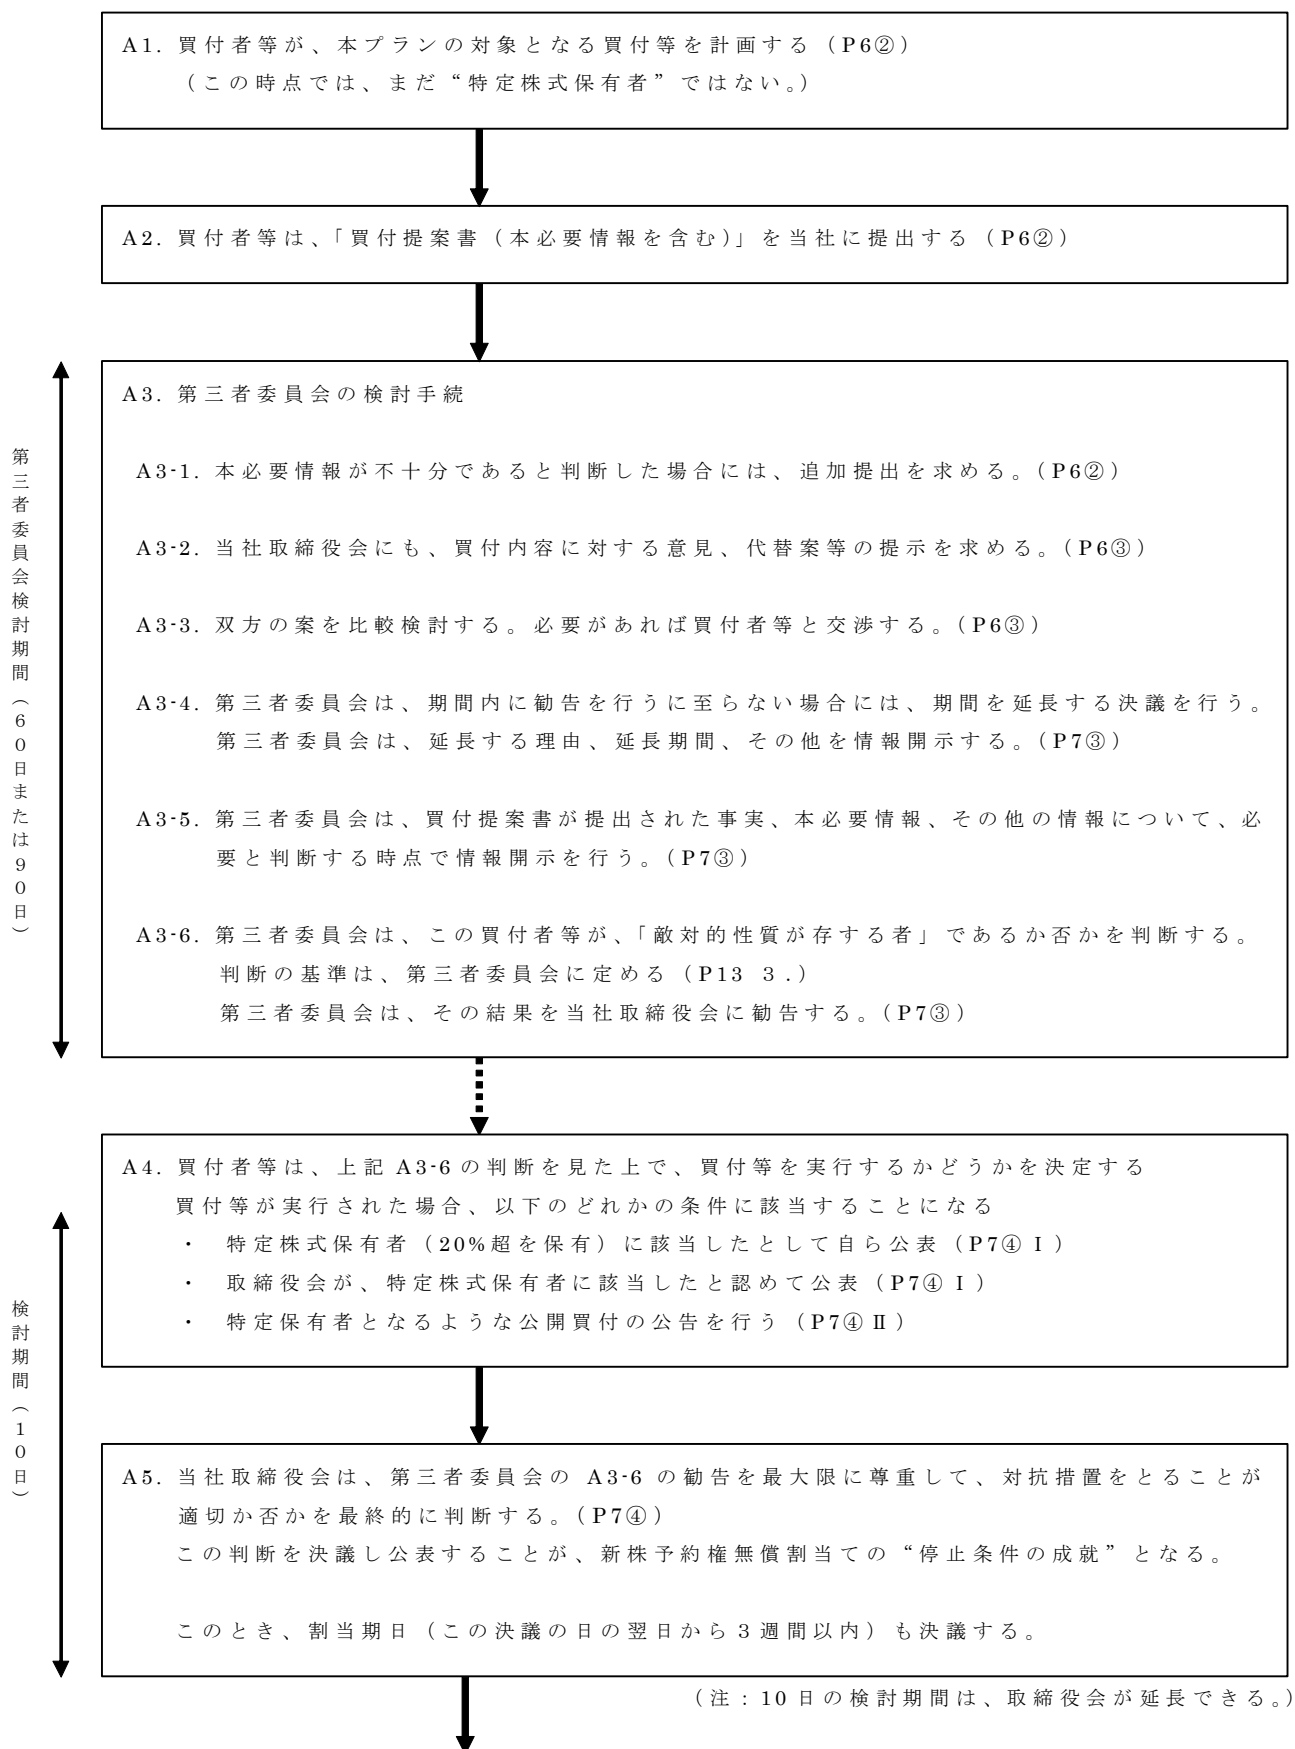 A1. 買付者等が、本プランの対象となる買付等を計画する（P6②）
（この時点では、まだ“特定株式保有者”ではない。）
A2. 買付者等は、「買付提案書（本必要情報を含む）」を当社に提出する（P6②）
第三者委員会検討期間（60日または90日）
A3. 第三者委員会の検討手続
A3-1. 本必要情報が不十分であると判断した場合には、追加提出を求める。（P6②）
A3-2. 当社取締役会にも、買付内容に対する意見、代替案等の提示を求める。（P6③）
A3-3. 双方の案を比較検討する。必要があれば買付者等と交渉する。（P6③）
A3-4. 第三者委員会は、期間内に勧告を行うに至らない場合には、期間を延長する決議を行う。
第三者委員会は、延長する理由、延長期間、その他を情報開示する。（P7③）
A3-5. 第三者委員会は、買付提案書が提出された事実、本必要情報、その他の情報について、必
要と判断する時点で情報開示を行う。（P7③）
A3-6. 第三者委員会は、この買付者等が、「敵対的性質が存する者」であるか否かを判断する。
判断の基準は、第三者委員会に定める（P13 ３.）
第三者委員会は、その結果を当社取締役会に勧告する。（P7③）
A4. 買付者等は、上記 A3-6 の判断を見た上で、買付等を実行するかどうかを決定する
買付等が実行された場合、以下のどれかの条件に該当することになる
・ 特定株式保有者（20%超を保有）に該当したとして自ら公表（P7④Ⅰ）
・ 取締役会が、特定株式保有者に該当したと認めて公表（P7④Ⅰ）
・ 特定保有者となるような公開買付の公告を行う（P7④Ⅱ）
検討期間（10日）
A5. 当社取締役会は、第三者委員会の A3-6 の勧告を最大限に尊重して、対抗措置をとることが
適切か否かを最終的に判断する。（P7④）
この判断を決議し公表することが、新株予約権無償割当ての“停止条件の成就”となる。
このとき、割当期日（この決議の日の翌日から３週間以内）も決議する。
（注：10日の検討期間は、取締役会が延長できる。）